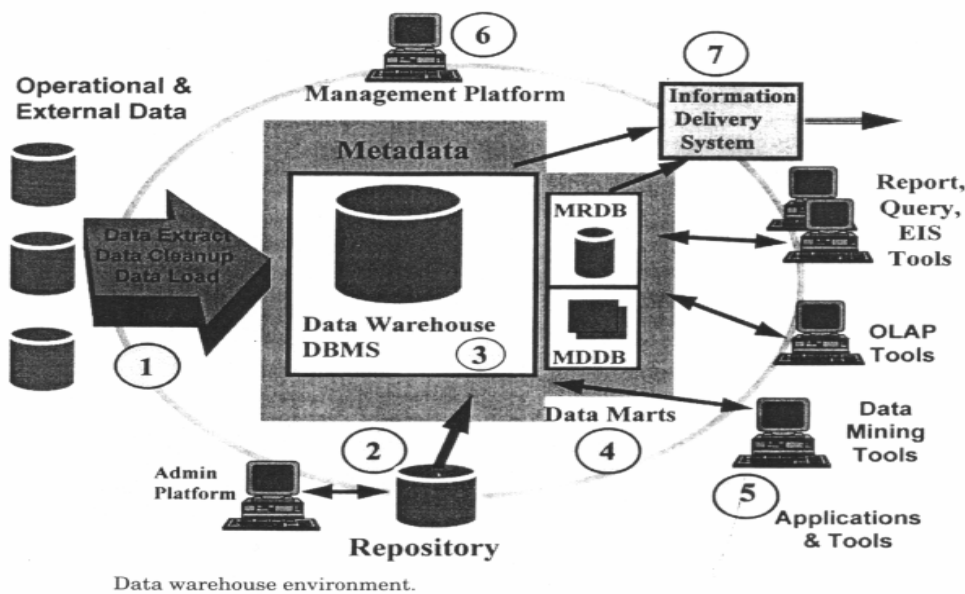 6
7
Operational &
External Data
Management Platform
Information
Delivery
System
Metadata
MRDB
Report,
Query,
EIS
Tools
Data Extract
Data Cleanup
Data Load
Data Warehouse
DBMS
3
MDDB
OLAP
Tools
1
Data Marts
4
Data
Mining
Tools
2
Admin
Platform
5
Applications
& Tools
Repository
Data warehouse environment.